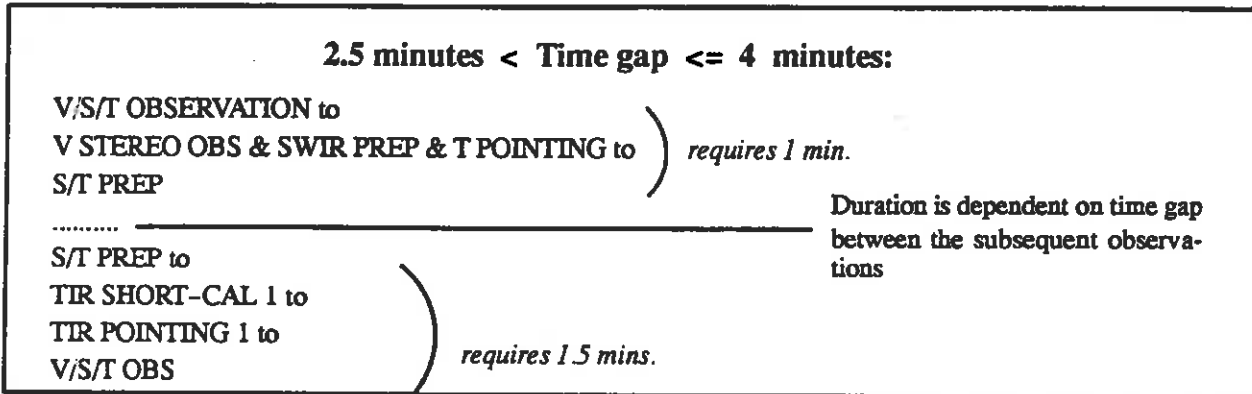 2.5 minutes < Time gap <= 4 minutes:
V/S/T OBSERVATION to
V STEREO OBS & SWIR PREP & T POINTING to
requires 1 min.
S/T PREP
..........
Duration is dependent on time gap
between the subsequent observa-
tions
S/T PREP to
TIR SHORT-CAL 1 to
TIR POINTING 1 to
requires 1.5 mins.
V/S/T OBS